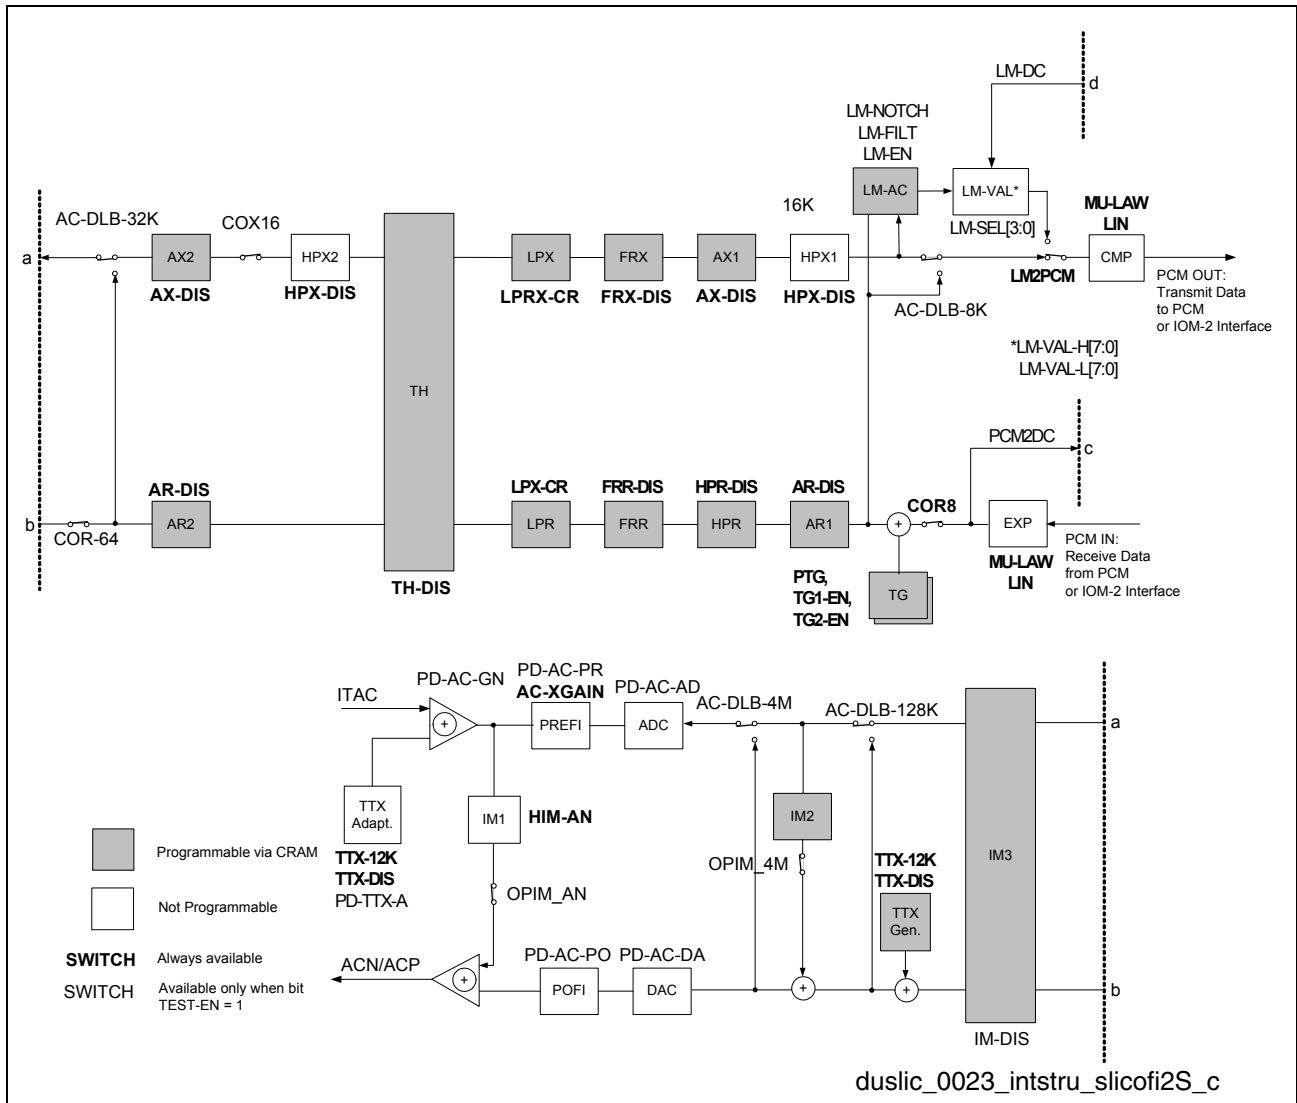 LM-DC
d
LM-NOTCH
LM-FILT
LM-EN
LM-AC
LM-VAL*
LM-SEL[3:0]
16K
MU-LAW
LIN
AC-DLB-32K
COX16
a
AX2
HPX2
LPX
FRX
AX1
HPX1
CMP
AX-DIS
HPX-DIS
LPRX-CR
FRX-DIS
AX-DIS
HPX-DIS
LM2PCM
AC-DLB-8K
PCM OUT:
Transmit Data
to PCM
or IOM-2 Interface
*LM-VAL-H[7:0]
LM-VAL-L[7:0]
TH
PCM2DC
c
AR-DIS
LPX-CR
FRR-DIS
HPR-DIS
AR-DIS
COR8
b
AR2
LPR
FRR
HPR
AR1
+
EXP
COR-64
PCM IN:
Receive Data
from PCM
or IOM-2 Interface
MU-LAW
LIN
TH-DIS
PTG,
TG1-EN,
TG2-EN
TG
PD-AC-GN
PD-AC-PR
AC-XGAIN
PD-AC-AD
AC-DLB-4M
AC-DLB-128K
ITAC
+
PREFI
ADC
a
TTX
Adapt.
IM1
HIM-AN
IM2
IM3
TTX-12K
TTX-DIS
PD-TTX-A
OPIM_AN
OPIM_4M
TTX-12K
TTX-DIS
TTX
Gen.
Programmable via CRAM
Not Programmable
SWITCH Always available
SWITCH Available only when bit
TEST-EN = 1
ACN/ACP
+
PD-AC-PO
PD-AC-DA
POFI
DAC
+
+
b
IM-DIS
duslic_0023_intstru_slicofi2S_c